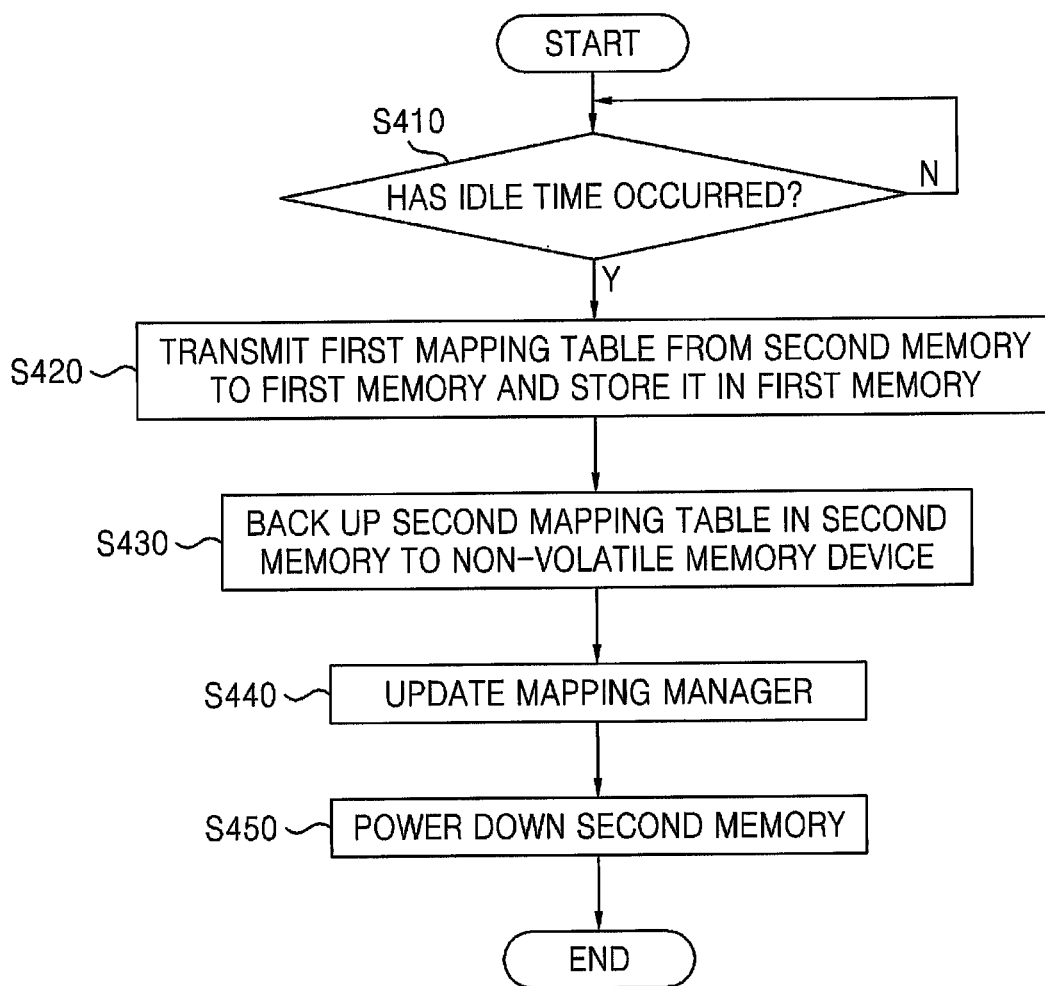 START
S410
HAS IDLE TIME OCCURRED?
N
Y
S420
TRANSMIT FIRST MAPPING TABLE FROM SECOND MEMORY
TO FIRST MEMORY AND STORE IT IN FIRST MEMORY
S430
BACK UP SECOND MAPPING TABLE IN SECOND
MEMORY TO NON-VOLATILE MEMORY DEVICE
S440
UPDATE MAPPING MANAGER
S450
POWER DOWN SECOND MEMORY
END